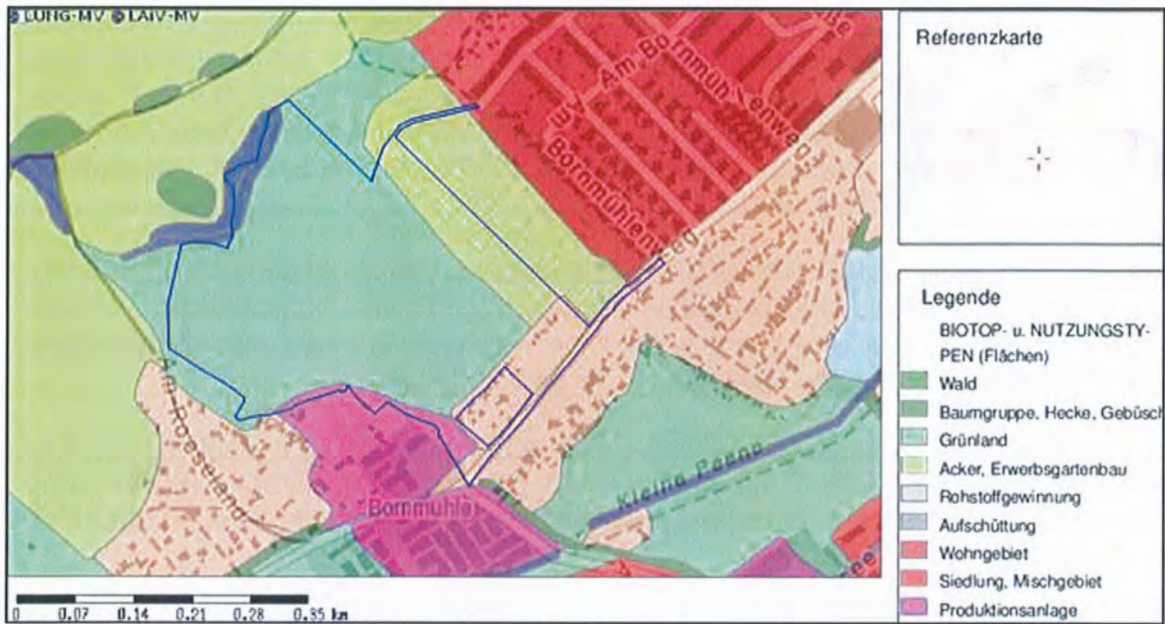 © LUNG-MV © LAIV-MV
Am Bornmühlenweg
Bornmühlenweg
Am Roeseland
Bornmühle
Kleine Peene
0 0.07 0.14 0.21 0.28 0.35 km
Referenzkarte
Legende
BIOTOP- u. NUTZUNGSTY-
PEN (Flächen)
Wald
Baumgruppe, Hecke, Gebüsch
Grünland
Acker, Erwerbsgartenbau
Rohstoffgewinnung
Aufschüttung
Wohngebiet
Siedlung, Mischgebiet
Produktionsanlage